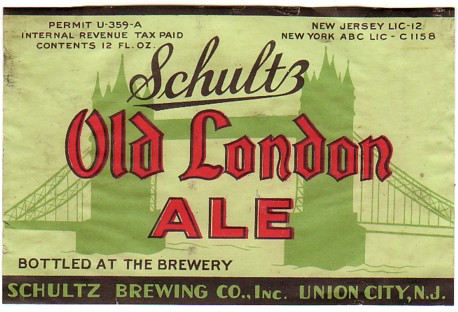 PERMIT U-359-A
INTERNAL REVENUE TAX PAID
CONTENTS 12 FL. OZ.
NEW JERSEY LIC-12
NEW YORK ABC LIC - C1158
Schultz
Old London
ALE
BOTTLED AT THE BREWERY
SCHULTZ BREWING CO., INC. UNION CITY, N.J.